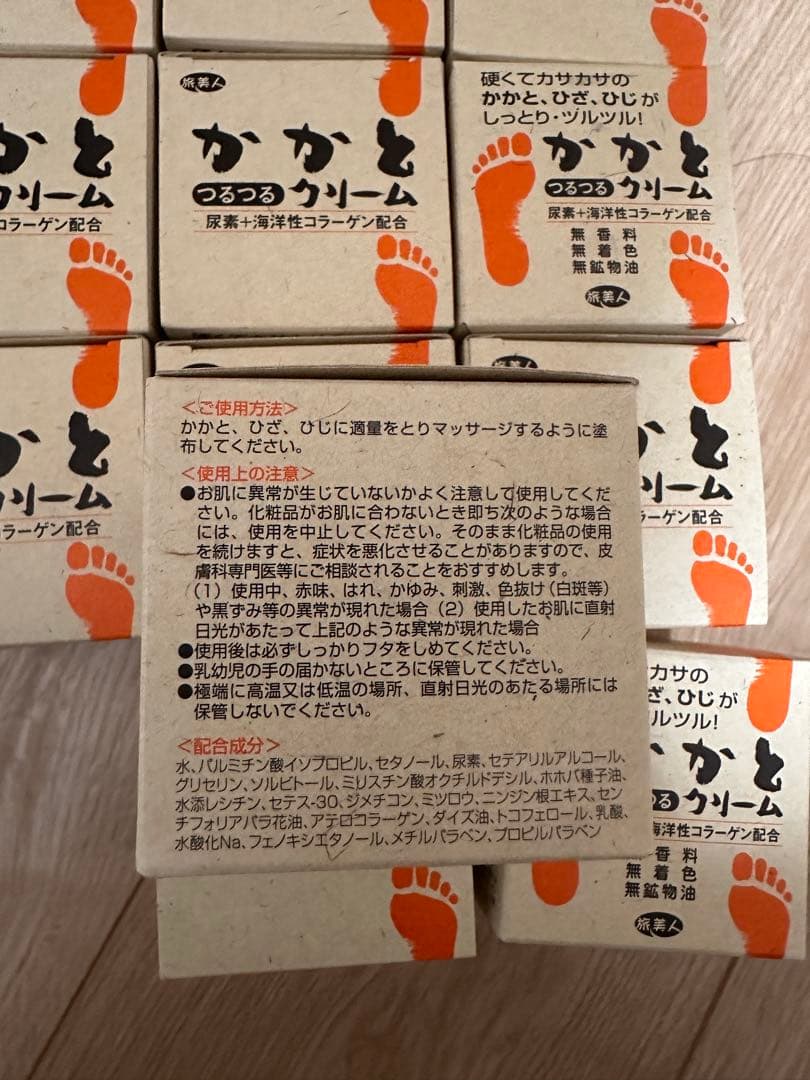 旅美人
かかと
つるつる クリーム
尿素+海洋性コラーゲン配合
硬くてカサカサの
かかと、ひざ、ひじが
しっとり・ヅルツル!
かかと
つるつる クリーム
尿素+海洋性コラーゲン配合
無香料
無着色
無鉱物油
旅美人
かと
クリーム
コラーゲン配合
かと
クリーム
ラーゲン配合
旅美人
かと
クリーム
ラーゲン配合
<ご使用方法>
かかと、ひざ、ひじに適量をとりマッサージするように塗
布してください。
<使用上の注意>
●お肌に異常が生じていないかよく注意して使用してくだ
さい。化粧品がお肌に合わないとき即ち次のような場合
には、使用を中止してください。そのまま化粧品の使用
を続けますと、症状を悪化させることがありますので、皮
膚科専門医等にご相談されることをおすすめします。
(1)使用中、赤味、はれ、かゆみ、刺激、色抜け(白斑等)
や黒ずみ等の異常が現れた場合(2)使用したお肌に直射
日光があたって上記のような異常が現れた場合
●使用後は必ずしっかりフタをしめてください。
●乳幼児の手の届かないところに保管してください。
●極端に高温又は低温の場所、直射日光のあたる場所には
保管しないでください。
<配合成分>
水、パルミチン酸イソプロピル、セタノール、尿素、セテアリルアルコール、
グリセリン、ソルビトール、ミリスチン酸オクチルドデシル、ホホバ種子油、
水添レシチン、セテス-30、ジメチコン、ミツロウ、ニンジン根エキス、セン
チフォリアバラ花油、アテロコラーゲン、ダイズ油、トコフェロール、乳酸、
水酸化Na、フェノキシエタノール、メチルパラベン、プロピルパラベン
カサの
ざ、ひじが
ルツル!
かと
つる クリーム
海洋性コラーゲン配合
香料
無着色
無鉱物油
旅美人